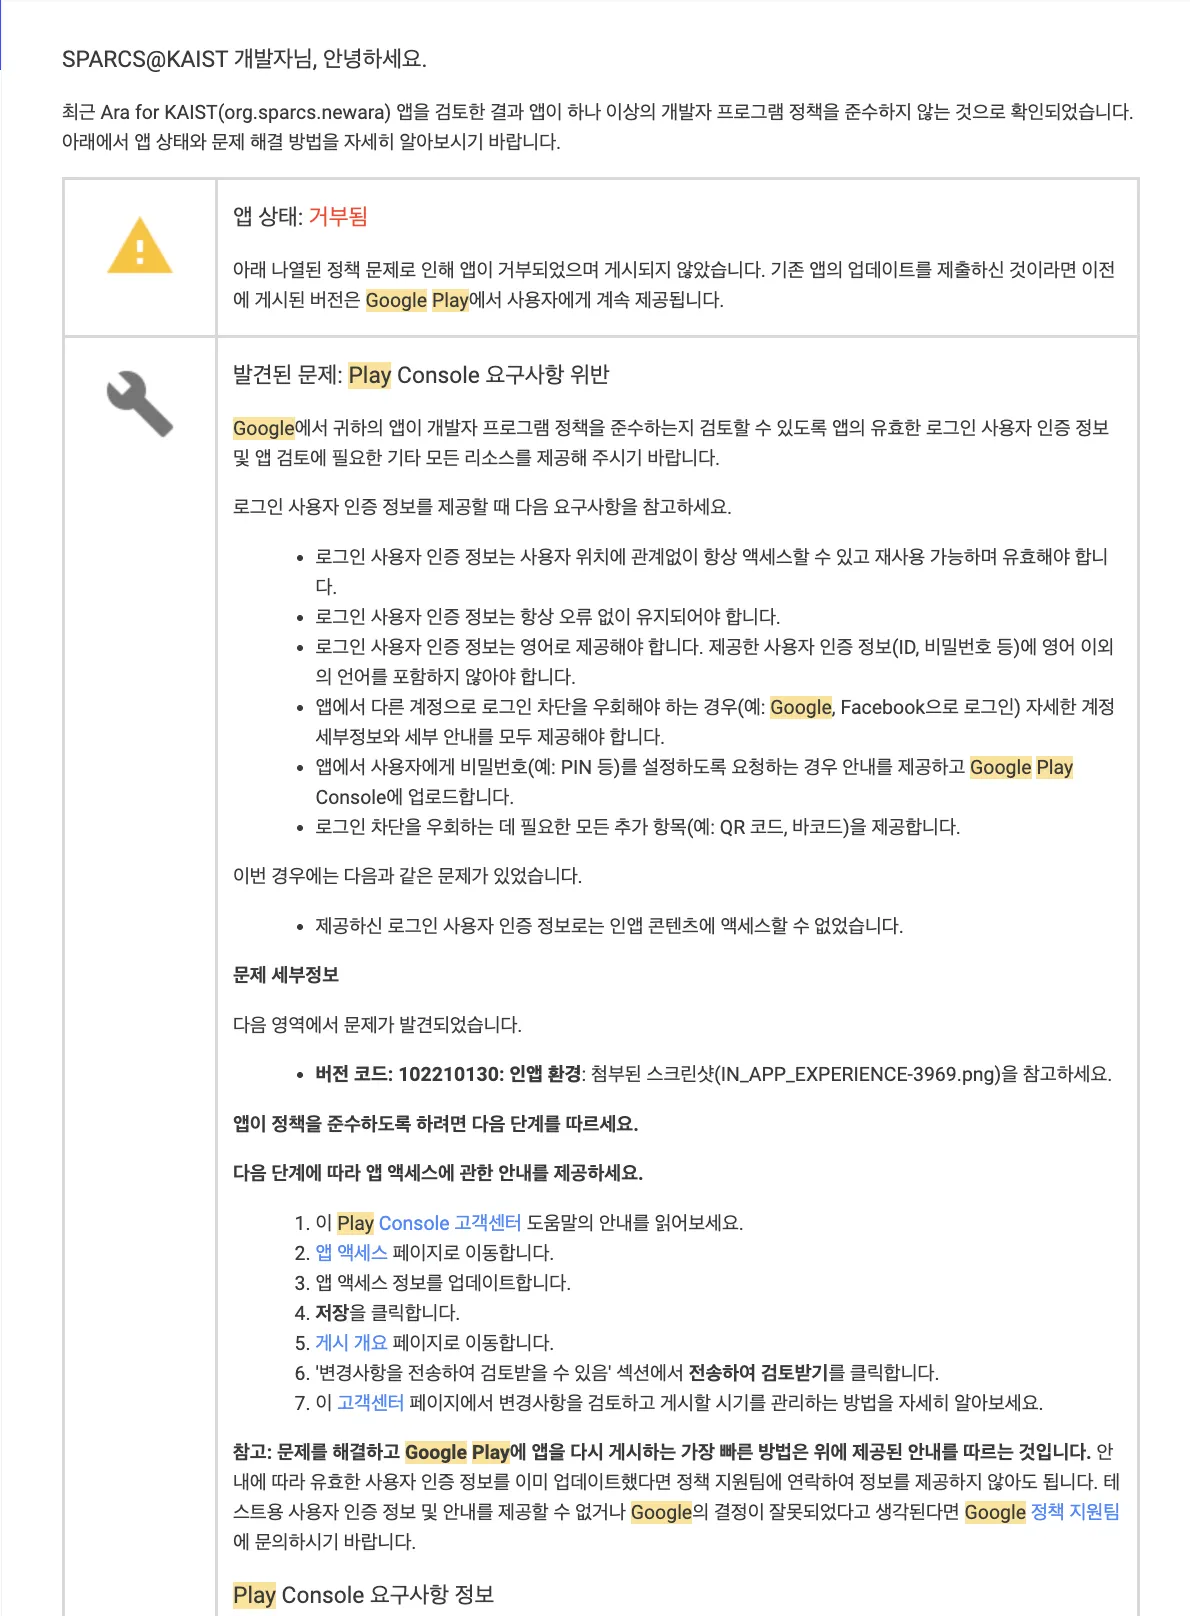 SPARCS@KAIST 개발자님, 안녕하세요.
최근 Ara for KAIST(org.sparcs.newara) 앱을 검토한 결과 앱이 하나 이상의 개발자 프로그램 정책을 준수하지 않는 것으로 확인되었습니다.
아래에서 앱 상태와 문제 해결 방법을 자세히 알아보시기 바랍니다.
앱 상태: 거부됨
아래 나열된 정책 문제로 인해 앱이 거부되었으며 게시되지 않았습니다. 기존 앱의 업데이트를 제출하신 것이라면 이전
에 게시된 버전은 Google Play에서 사용자에게 계속 제공됩니다.
발견된 문제: Play Console 요구사항 위반
Google에서 귀하의 앱이 개발자 프로그램 정책을 준수하는지 검토할 수 있도록 앱의 유효한 로그인 사용자 인증 정보
및 앱 검토에 필요한 기타 모든 리소스를 제공해 주시기 바랍니다.
로그인 사용자 인증 정보를 제공할 때 다음 요구사항을 참고하세요.
• 로그인 사용자 인증 정보는 사용자 위치에 관계없이 항상 액세스할 수 있고 재사용 가능하며 유효해야 합니
다.
• 로그인 사용자 인증 정보는 항상 오류 없이 유지되어야 합니다.
• 로그인 사용자 인증 정보는 영어로 제공해야 합니다. 제공한 사용자 인증 정보(ID, 비밀번호 등)에 영어 이외
의 언어를 포함하지 않아야 합니다.
• 앱에서 다른 계정으로 로그인 차단을 우회해야 하는 경우(예: Google, Facebook으로 로그인) 자세한 계정
세부정보와 세부 안내를 모두 제공해야 합니다.
• 앱에서 사용자에게 비밀번호(예: PIN 등)를 설정하도록 요청하는 경우 안내를 제공하고 Google Play
Console에 업로드합니다.
• 로그인 차단을 우회하는 데 필요한 모든 추가 항목(예: QR 코드, 바코드)을 제공합니다.
이번 경우에는 다음과 같은 문제가 있었습니다.
• 제공하신 로그인 사용자 인증 정보로는 인앱 콘텐츠에 액세스할 수 없었습니다.
문제 세부정보
다음 영역에서 문제가 발견되었습니다.
• 버전 코드: 102210130: 인앱 환경: 첨부된 스크린샷(IN_APP_EXPERIENCE-3969.png)을 참고하세요.
앱이 정책을 준수하도록 하려면 다음 단계를 따르세요.
다음 단계에 따라 앱 액세스에 관한 안내를 제공하세요.
1. 이 Play Console 고객센터 도움말의 안내를 읽어보세요.
2. 앱 액세스 페이지로 이동합니다.
3. 앱 액세스 정보를 업데이트합니다.
4. 저장을 클릭합니다.
5. 게시 개요 페이지로 이동합니다.
6. '변경사항을 전송하여 검토받을 수 있음' 섹션에서 전송하여 검토받기를 클릭합니다.
7. 이 고객센터 페이지에서 변경사항을 검토하고 게시할 시기를 관리하는 방법을 자세히 알아보세요.
참고: 문제를 해결하고 Google Play에 앱을 다시 게시하는 가장 빠른 방법은 위에 제공된 안내를 따르는 것입니다. 안
내에 따라 유효한 사용자 인증 정보를 이미 업데이트했다면 정책 지원팀에 연락하여 정보를 제공하지 않아도 됩니다. 테
스트용 사용자 인증 정보 및 안내를 제공할 수 없거나 Google의 결정이 잘못되었다고 생각된다면 Google 정책 지원팀
에 문의하시기 바랍니다.
Play Console 요구사항 정보